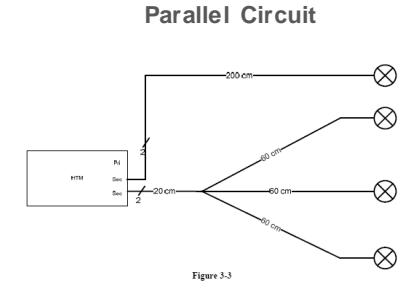 Parallel Circuit
200 cm
2
60 cm
Pri
HTM
Sec
Sec
20 cm
60 cm
2
60 cm
Figure 3-3